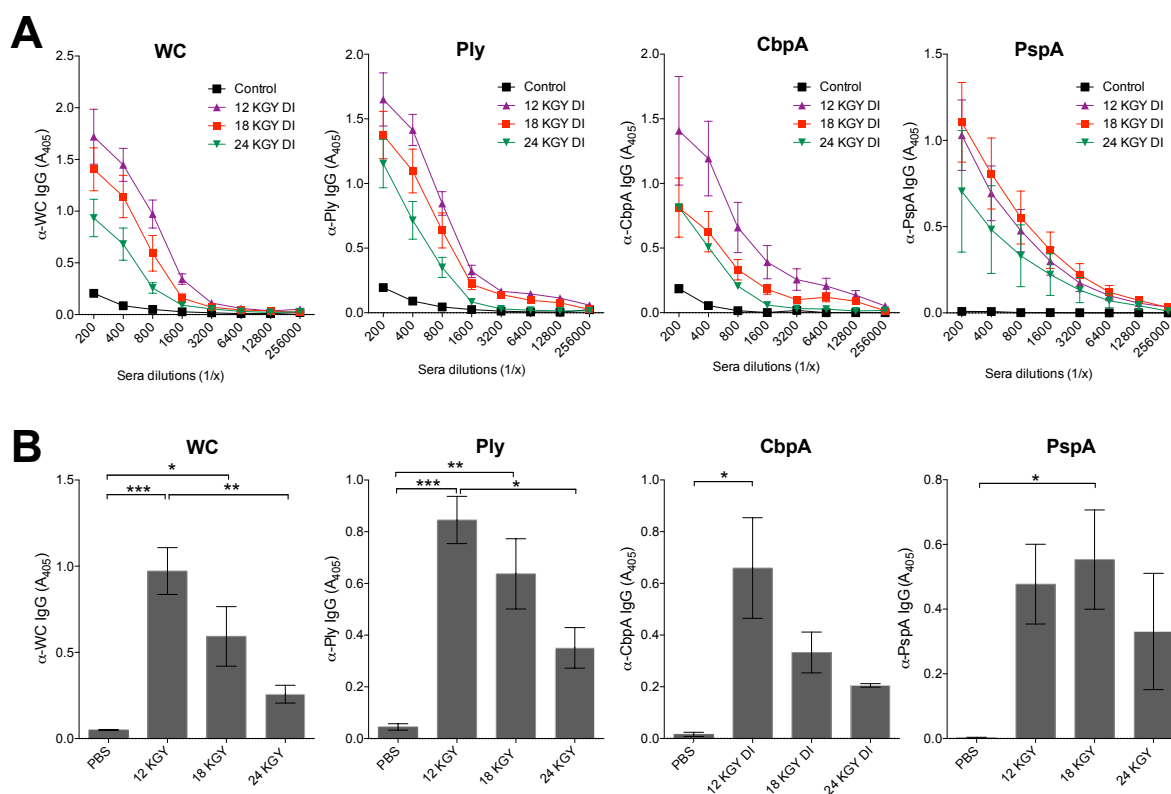 A
WC
α-WC IgG (A405)
2.5
2.0
1.5
1.0
0.5
0.0
Control
12 KGY DI
18 KGY DI
24 KGY DI
200
400
800
1600
3200
6400
12800
256000
Sera dilutions (1/x)
Ply
α-Ply IgG (A405)
2.0
1.5
1.0
0.5
0.0
Control
12 KGY DI
18 KGY DI
24 KGY DI
200
400
800
1600
3200
6400
12800
256000
Sera dilutions (1/x)
CbpA
α-CbpA IgG (A405)
2.0
1.5
1.0
0.5
0.0
Control
12 KGY DI
18 KGY DI
24 KGY DI
200
400
800
1600
3200
6400
12800
256000
Sera dilutions (1/x)
PspA
α-PspA IgG (A405)
1.5
1.0
0.5
0.0
Control
12 KGY DI
18 KGY DI
24 KGY DI
200
400
800
1600
3200
6400
12800
256000
Sera dilutions (1/x)
B
WC
α-WC IgG (A405)
1.5
1.0
0.5
0.0
*
***
**
PBS
12 KGY
18 KGY
24 KGY
Ply
α-Ply IgG (A405)
1.0
0.8
0.6
0.4
0.2
0.0
**
***
*
PBS
12 KGY
18 KGY
24 KGY
CbpA
α-CbpA IgG (A405)
1.0
0.8
0.6
0.4
0.2
0.0
*
PBS
12 KGY DI
18 KGY DI
24 KGY DI
PspA
α-PspA IgG (A405)
0.8
0.6
0.4
0.2
0.0
*
PBS
12 KGY
18 KGY
24 KGY